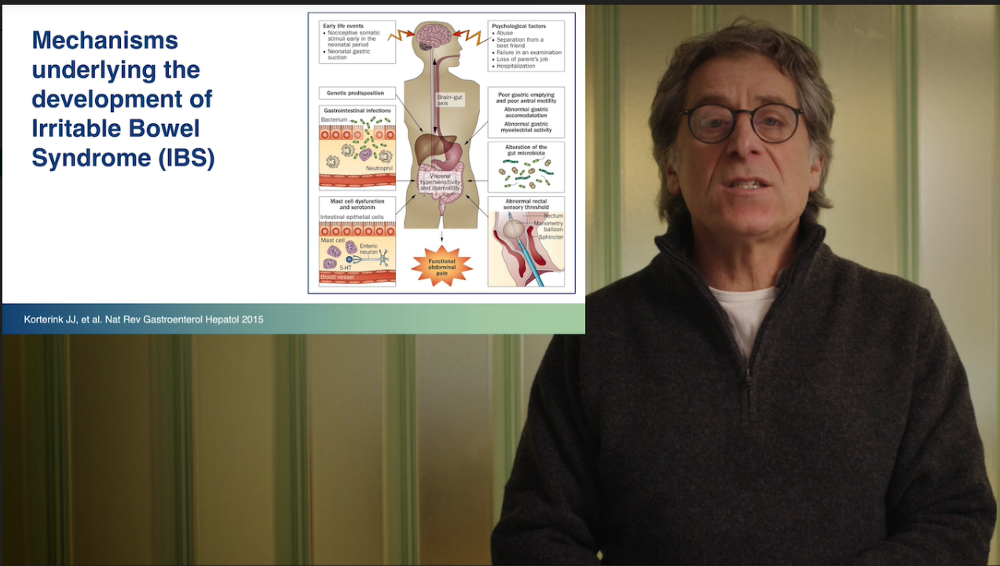 Mechanisms
underlying the
development of
Irritable Bowel
Syndrome (IBS)
Early life events
• Nociceptive somatic
stimuli early in the
neonatal period
• Neonatal gastric
suction
Psychological factors
• Abuse
• Separation from a
best friend
• Failure in an examination
• Loss of parent's job
• Hospitalization
Genetic predisposition
Brain–gut
axis
Poor gastric emptying
and poor antral motility
Abnormal gastric
accomodatation
Abnormal gastric
myoelectrial activity
Gastrointestinal infections
Bacterium
Neutrophil
Alteration of the
gut microbiota
Visceral
hypersensitivity
and dysmotility
Mast cell dysfunction
and serotonin
Intestinal epithelial cells
Mast cell
Enteric
neuron
5-HT
Blood vessel
Abnormal rectal
sensory threshold
Rectum
Manometry
balloon
Sphincter
Functional
abdominal
pain
Korterink JJ, et al. Nat Rev Gastroenterol Hepatol 2015